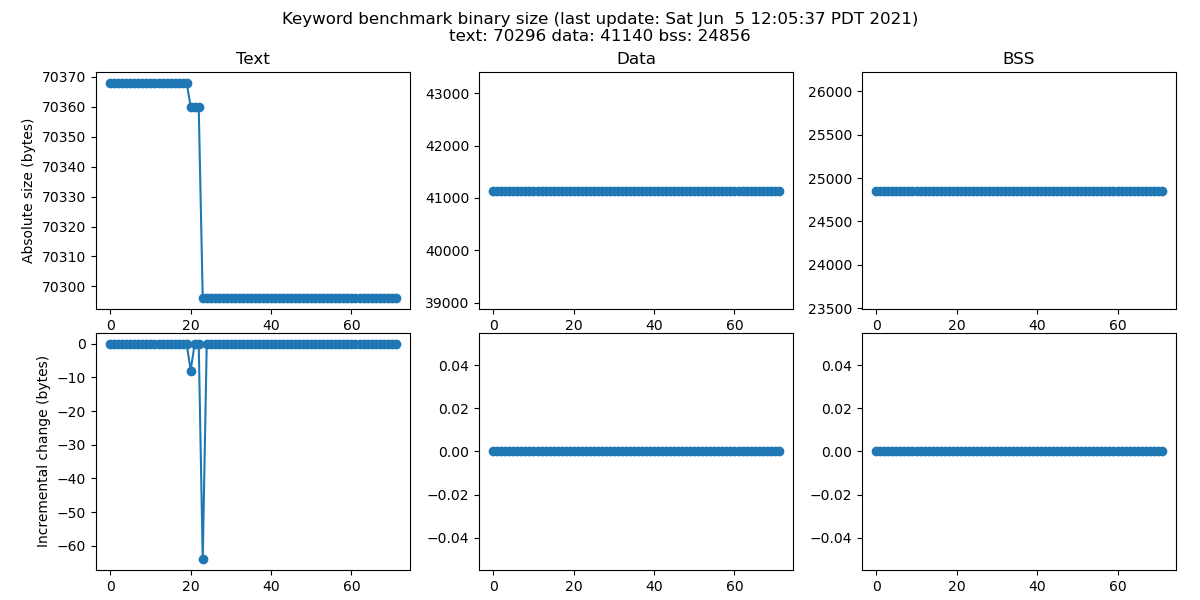 Keyword benchmark binary size (last update: Sat Jun  5 12:05:37 PDT 2021)
text: 70296 data: 41140 bss: 24856
Text
Data
BSS
Absolute size (bytes)
70370
70360
70350
70340
70330
70320
70310
70300
0 20 40 60
43000
42000
41000
40000
39000
0 20 40 60
26000
25500
25000
24500
24000
23500
0 20 40 60
Incremental change (bytes)
0
−10
−20
−30
−40
−50
−60
0 20 40 60
0.04
0.02
0.00
−0.02
−0.04
0 20 40 60
0.04
0.02
0.00
−0.02
−0.04
0 20 40 60